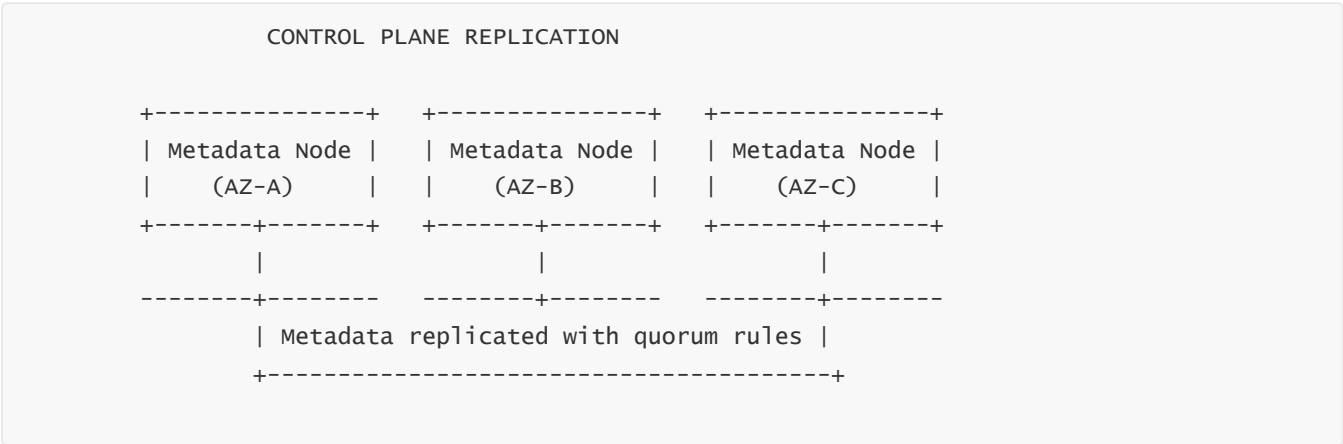 CONTROL PLANE REPLICATION
+---------------+   +---------------+   +---------------+
| Metadata Node |   | Metadata Node |   | Metadata Node |
|    (AZ-A)     |   |    (AZ-B)     |   |    (AZ-C)     |
+-------+-------+   +-------+-------+   +-------+-------+
        |                   |                   |
--------+--------   --------+--------   --------+--------
        | Metadata replicated with quorum rules |
        +----------------------------------------+